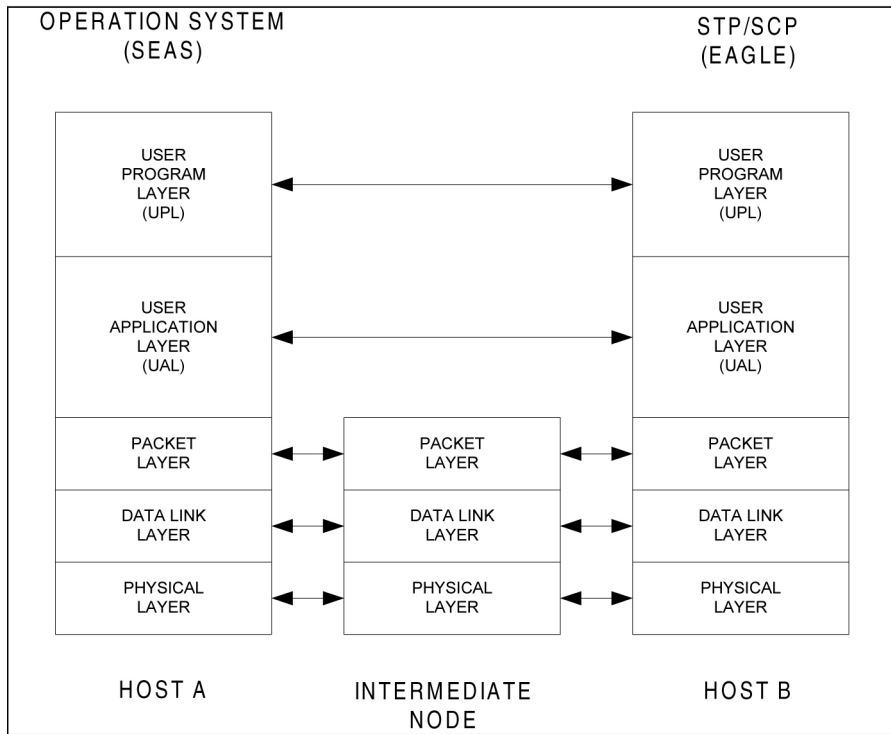 OPERATION SYSTEM
(SEAS)
STP/SCP
(EAGLE)
USER
PROGRAM
LAYER
(UPL)
USER
PROGRAM
LAYER
(UPL)
USER
APPLICATION
LAYER
(UAL)
USER
APPLICATION
LAYER
(UAL)
PACKET
LAYER
PACKET
LAYER
PACKET
LAYER
DATA LINK
LAYER
DATA LINK
LAYER
DATA LINK
LAYER
PHYSICAL
LAYER
PHYSICAL
LAYER
PHYSICAL
LAYER
HOST A
INTERMEDIATE
NODE
HOST B